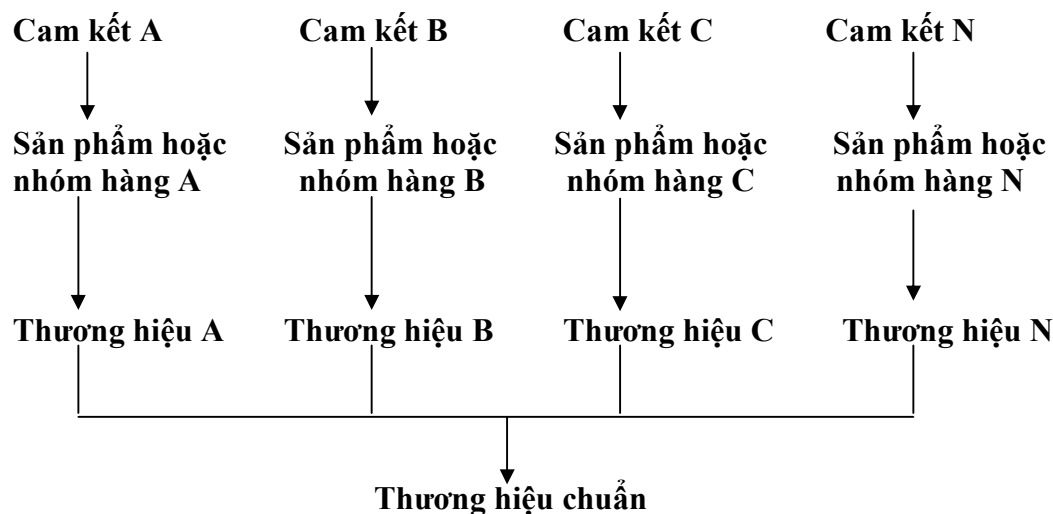 Cam kết A Cam kết B Cam kết C Cam kết N
Sản phẩm hoặc Sản phẩm hoặc Sản phẩm hoặc Sản phẩm hoặc
nhóm hàng A nhóm hàng B nhóm hàng C nhóm hàng N
Thương hiệu A Thương hiệu B Thương hiệu C Thương hiệu N
Thương hiệu chuẩn